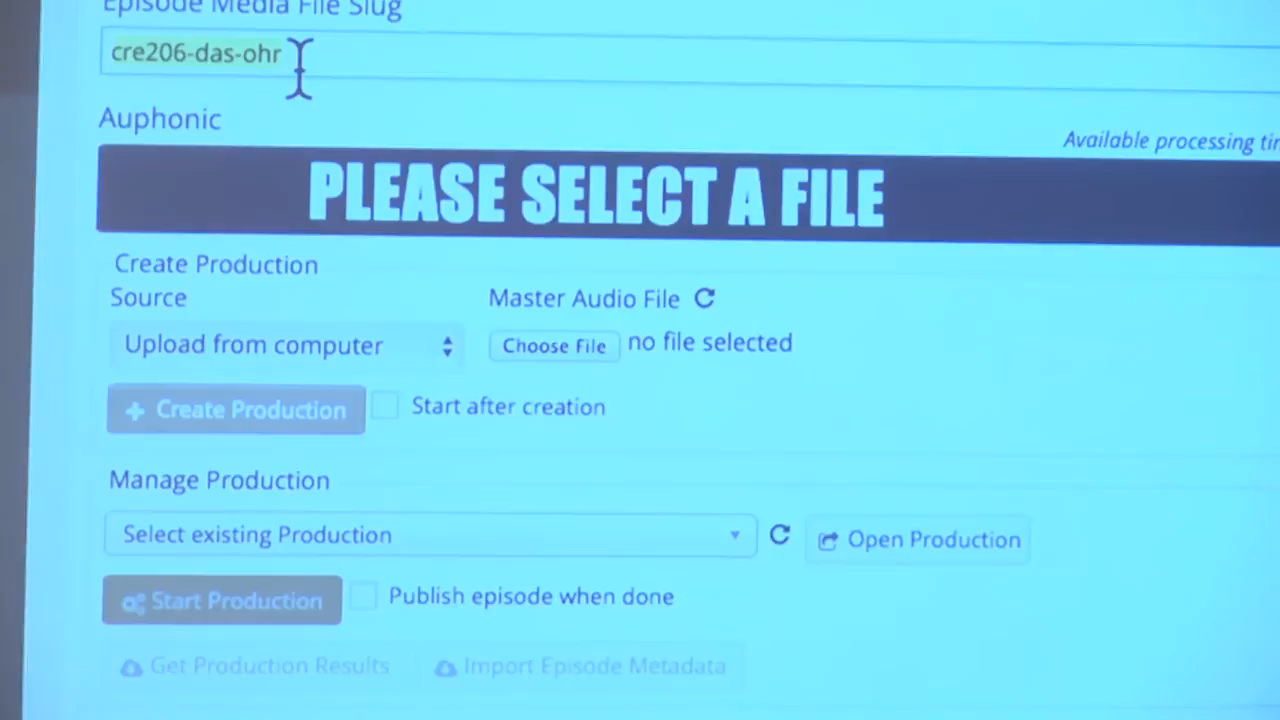 Episode Media File Slug
cre206-das-ohr
Auphonic
Available processing
PLEASE SELECT A FILE
Create Production
Source
Master Audio File
Upload from computer
Choose File no file selected
Create Production
Start after creation
Manage Production
Select existing Production
Open Production
Start Production
Publish episode when done
Get Production Results
Import Episode Metadata